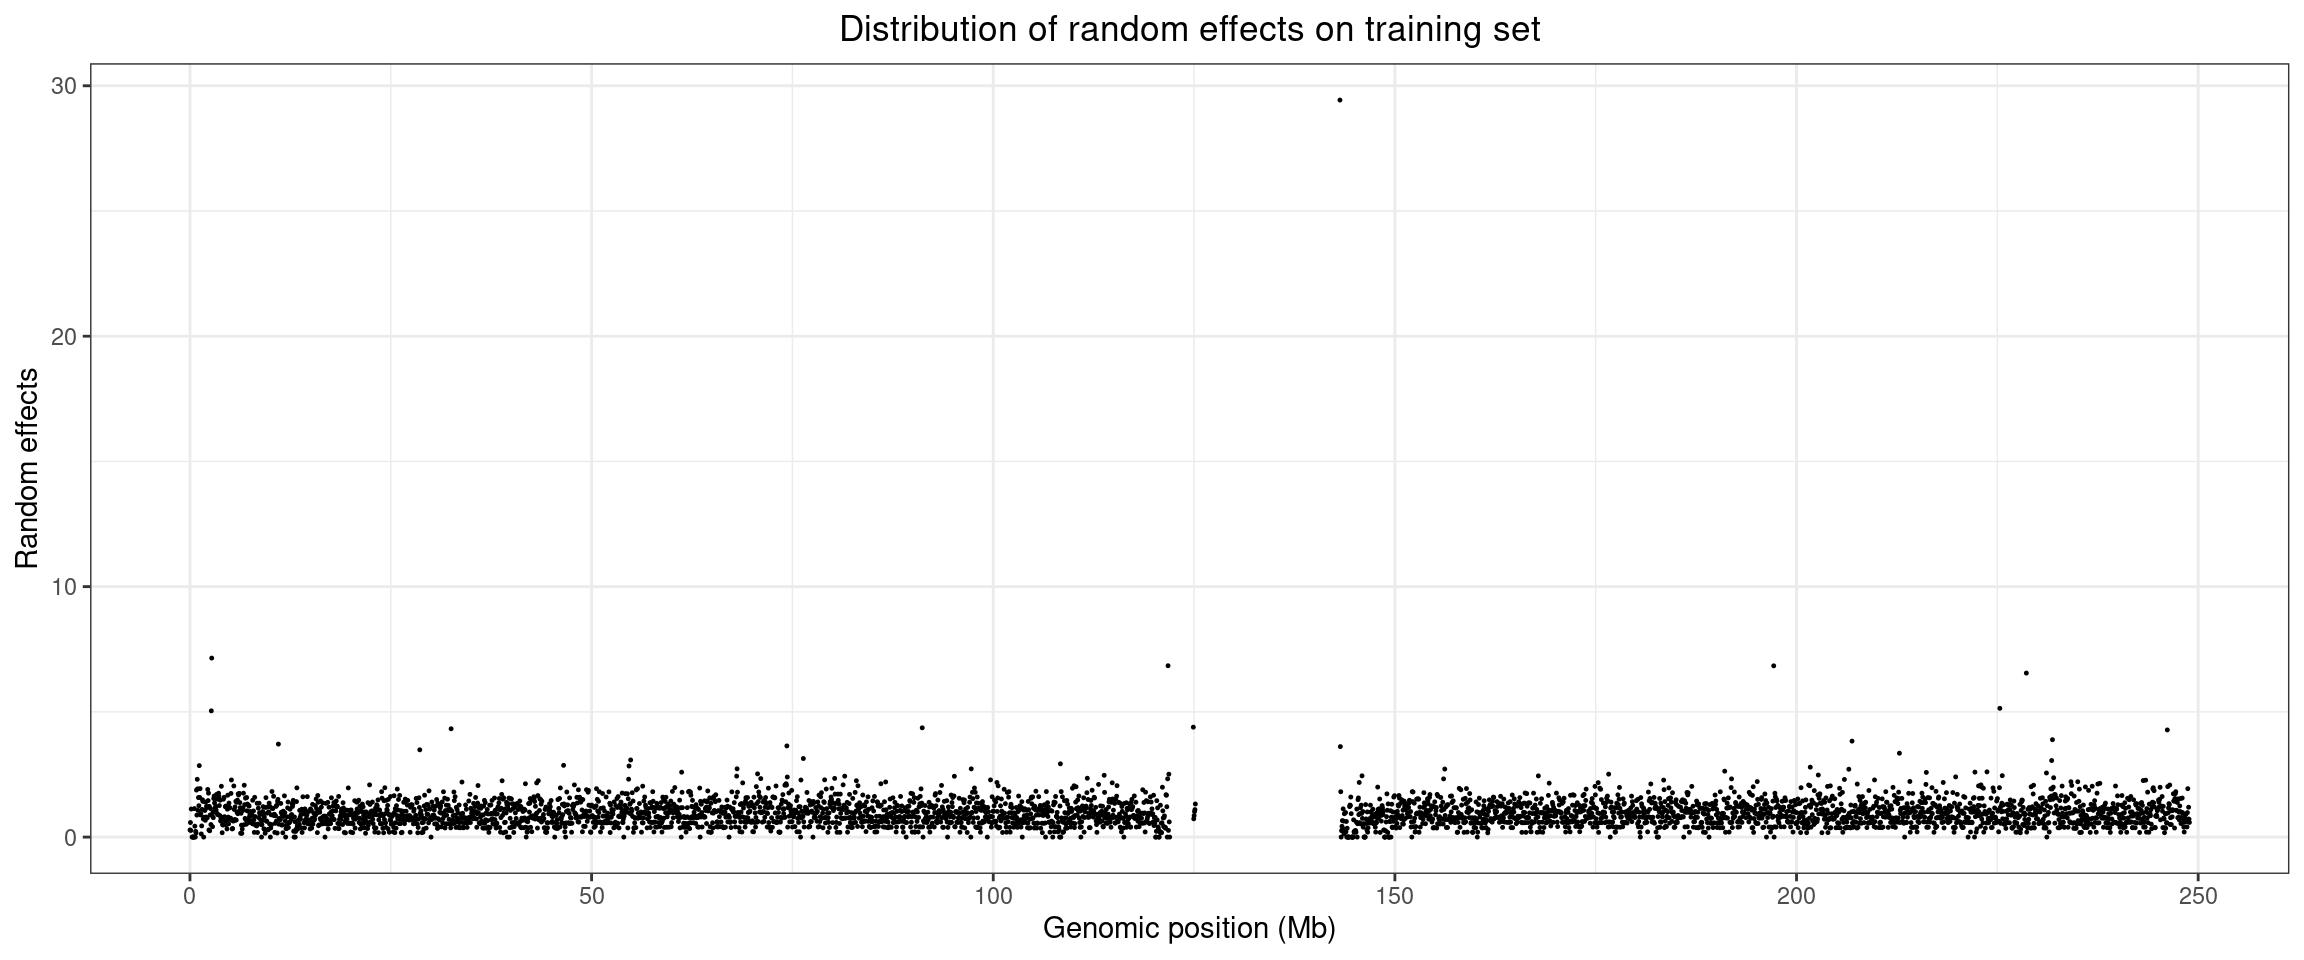 Distribution of random effects on training set
Random effects
30
20
10
0
0 50 100 150 200 250
Genomic position (Mb)